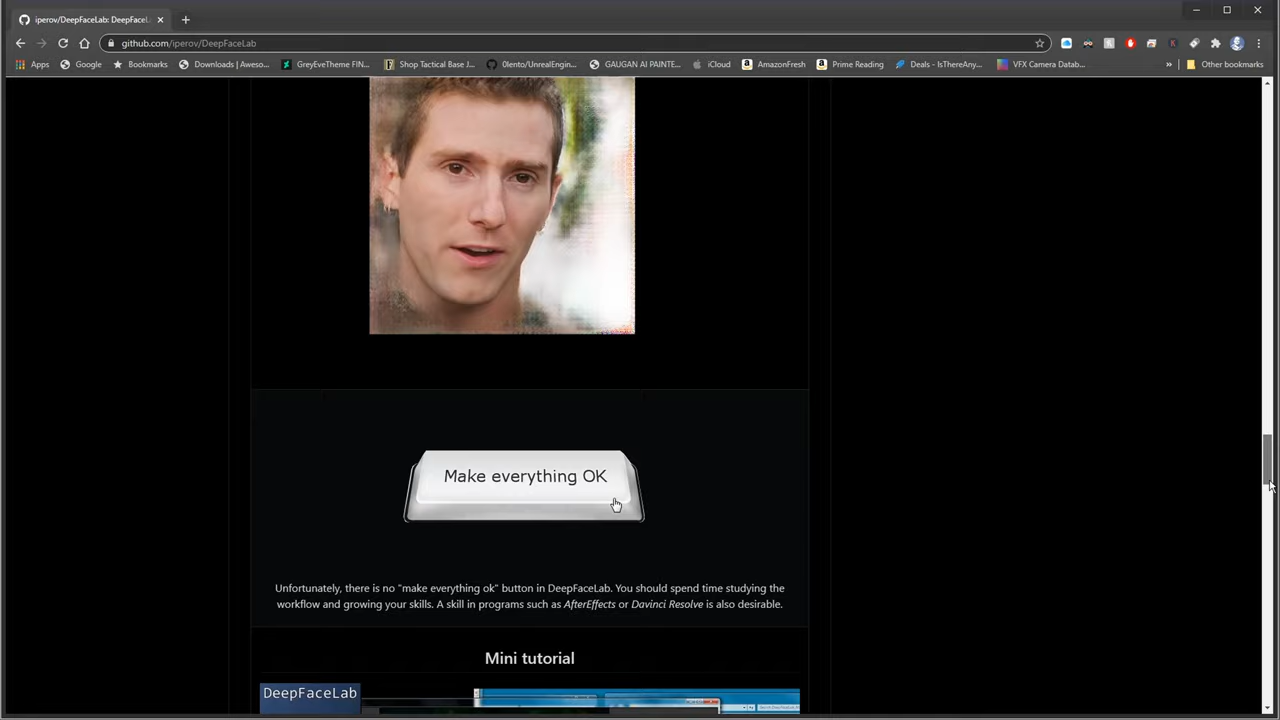 iperov/DeepFaceLab: DeepFaceLa
github.com/iperov/DeepFaceLab
Apps
Google
Bookmarks
Downloads | Aweso...
GreyEveTheme FIN...
Shop Tactical Base J...
0lento/UnrealEngin...
GAUGAN AI PAINTE...
iCloud
AmazonFresh
Prime Reading
Deals - IsThereAny...
VFX Camera Datab...
»
Other bookmarks
Make everything OK
Unfortunately, there is no "make everything ok" button in DeepFaceLab. You should spend time studying the
workflow and growing your skills. A skill in programs such as AfterEffects or Davinci Resolve is also desirable.
Mini tutorial
DeepFaceLab